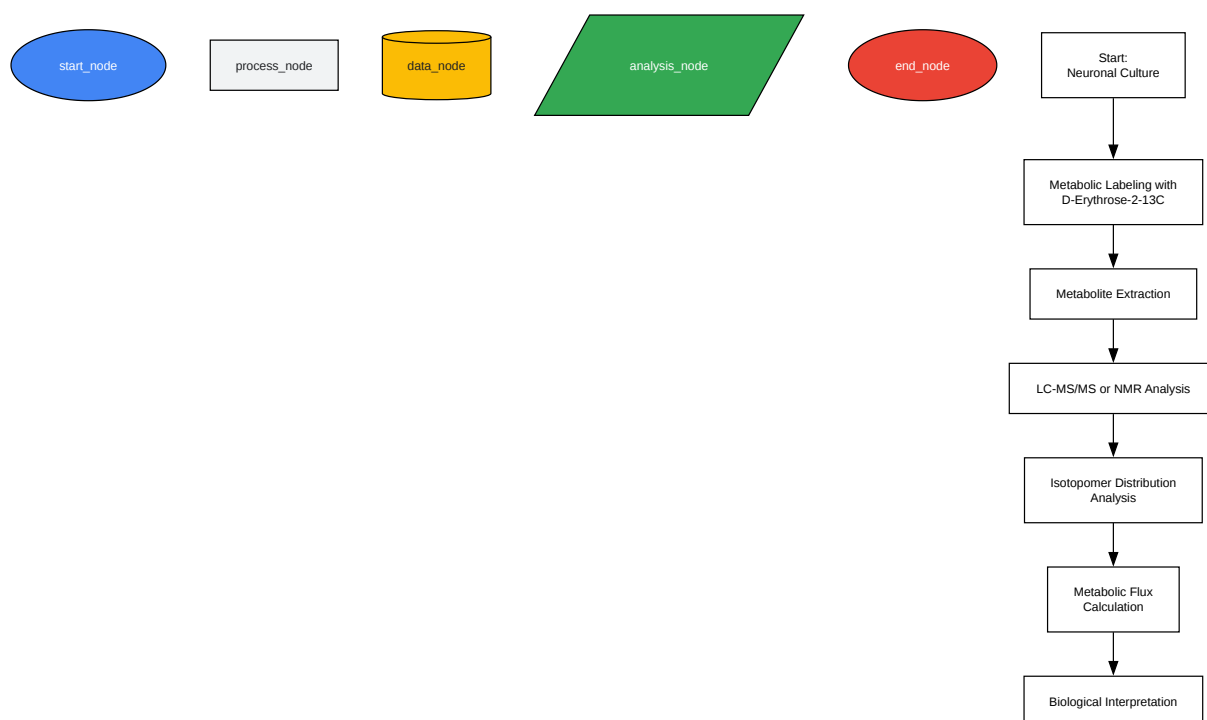 start_node
process_node
data_node
analysis_node
end_node
Start:
Neuronal Culture
Metabolic Labeling with
D-Erythrose-2-13C
Metabolite Extraction
LC-MS/MS or NMR Analysis
Isotopomer Distribution
Analysis
Metabolic Flux
Calculation
Biological Interpretation